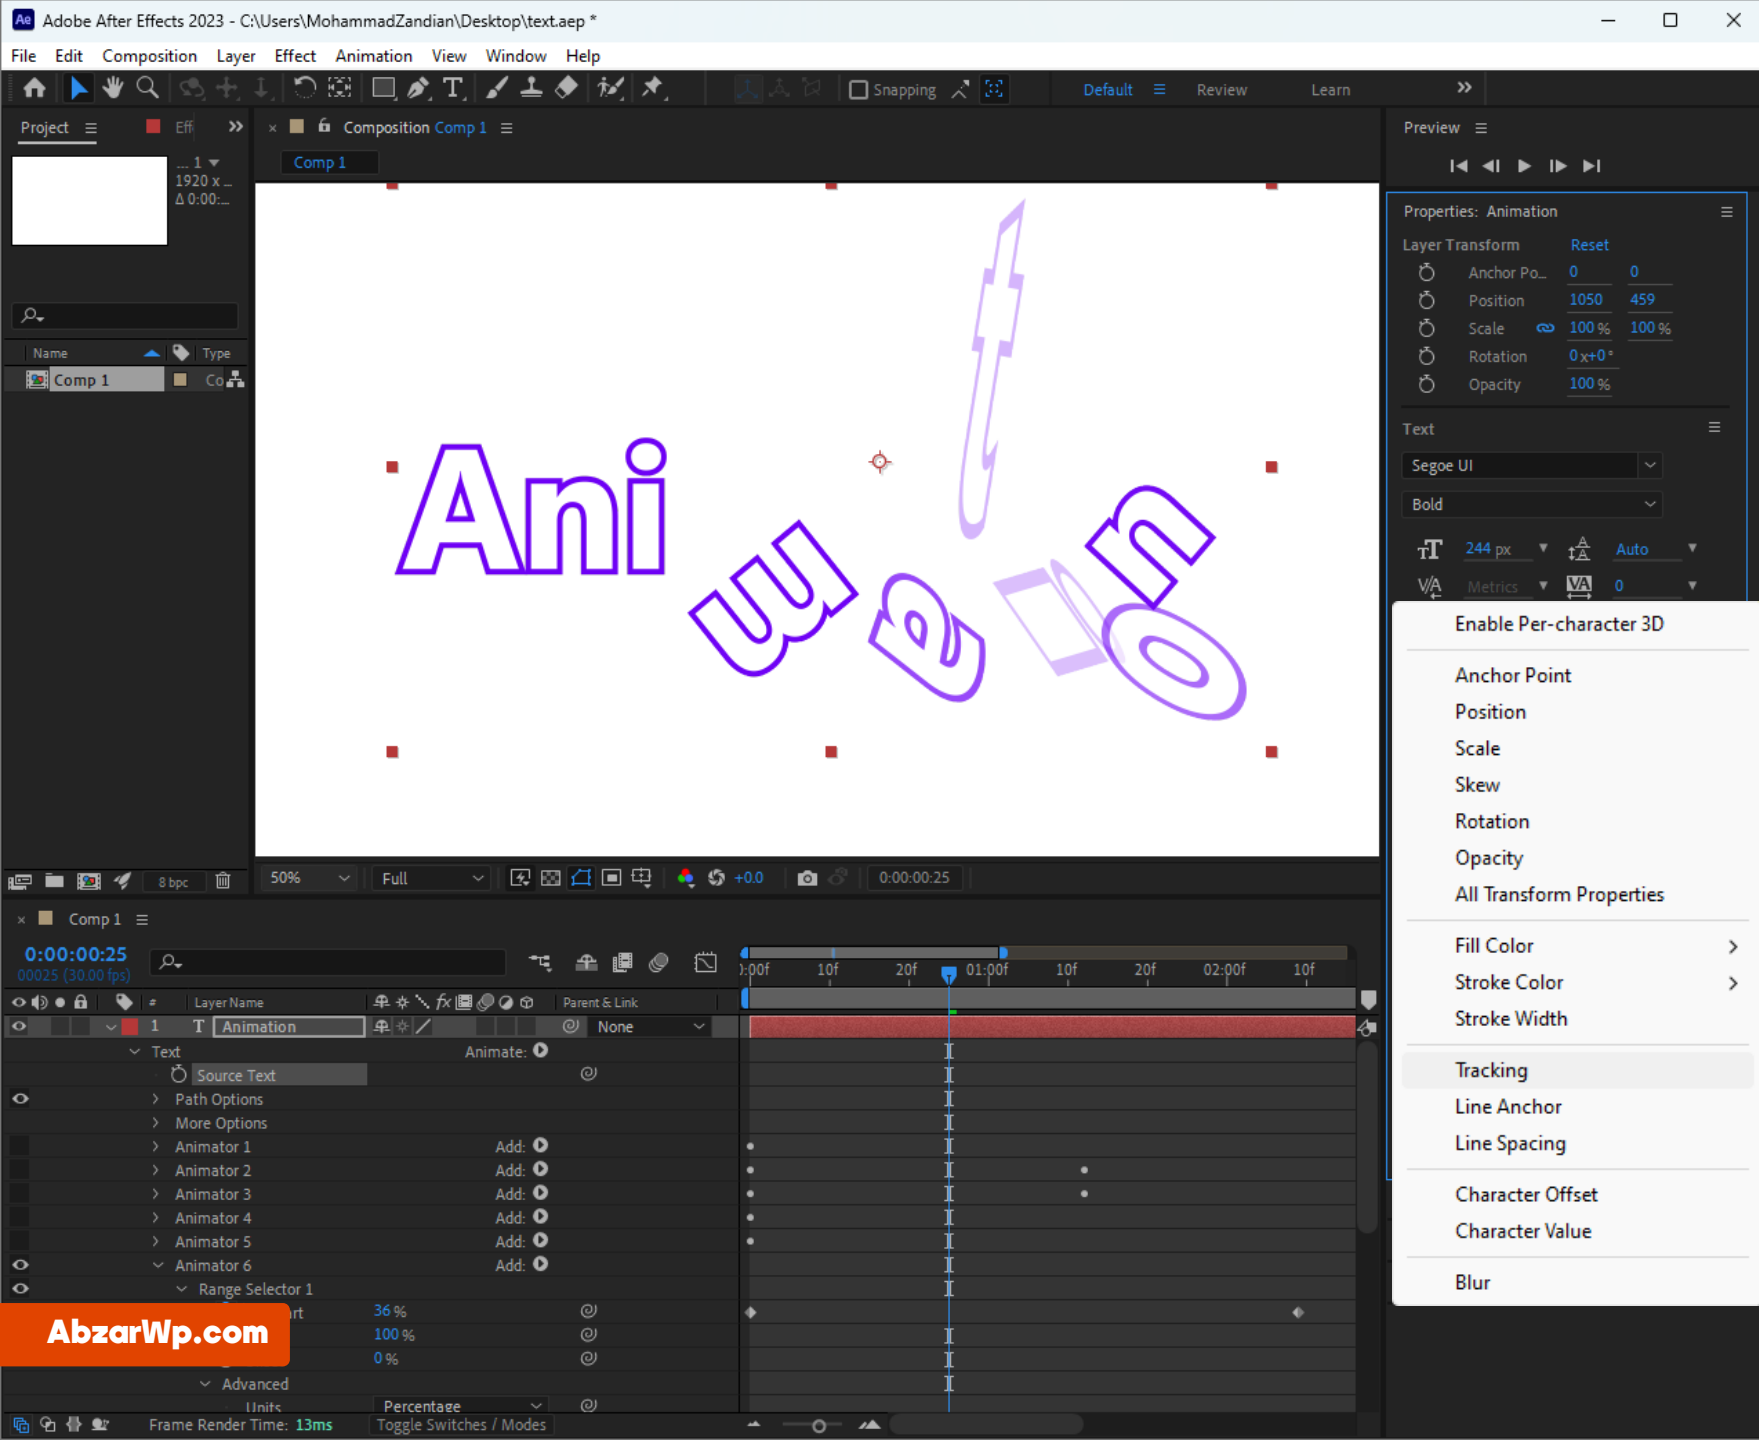 Adobe After Effects 2023 - C:\Users\MohammadZandian\Desktop\text.aep *
File Edit Composition Layer Effect Animation View Window Help
Snapping Default Review Learn
Project Eff Composition Comp 1 Preview
... 1
1920 x ...
Δ 0:00:...
Comp 1
Properties: Animation
Layer Transform Reset
Anchor Po... 0 0
Position 1050 459
Scale 100 % 100 %
Rotation 0x+0°
Opacity 100 %
Text
Segoe UI
Bold
244 px Auto
Metrics 0
Name Type
Comp 1 Co
Animation
Enable Per-character 3D
Anchor Point
Position
Scale
Skew
Rotation
Opacity
All Transform Properties
Fill Color
Stroke Color
Stroke Width
Tracking
Line Anchor
Line Spacing
Character Offset
Character Value
Blur
8 bpc 50% Full +0.0 0:00:00:25
Comp 1
0:00:00:25
00025 (30.00 fps)
):00f 10f 20f 01:00f 10f 20f 02:00f 10f
# Layer Name Parent & Link
1 T Animation None
Text Animate:
Source Text
Path Options
More Options
Animator 1 Add:
Animator 2 Add:
Animator 3 Add:
Animator 4 Add:
Animator 5 Add:
Animator 6 Add:
Range Selector 1
art 36 %
100 %
0 %
Advanced
Units Percentage
AbzarWp.com
Frame Render Time: 13ms Toggle Switches / Modes